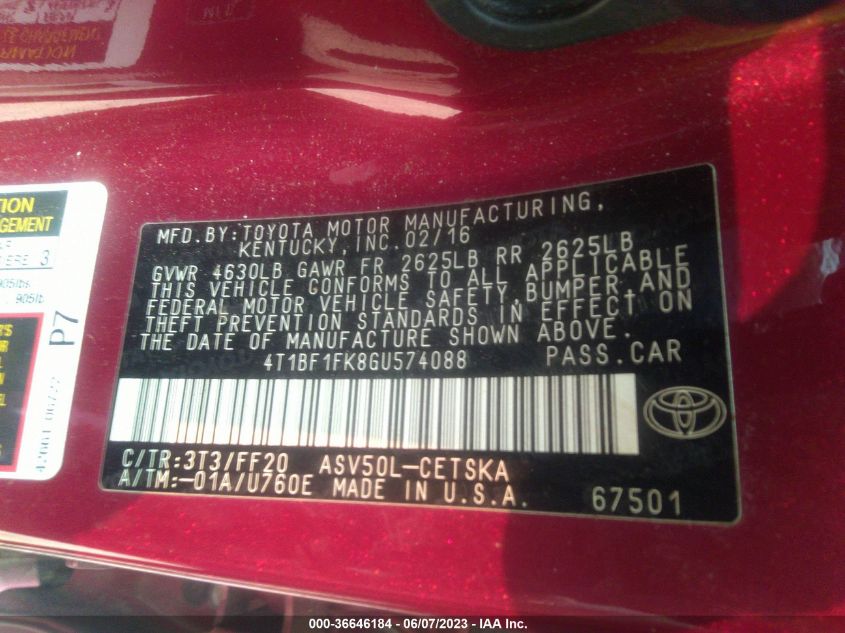 MFD. BY: TOYOTA MOTOR MANUFACTURING,
KENTUCKY, INC. 02/16
GVWR 4630LB GAWR FR 2625LB RR 2625LB
THIS VEHICLE CONFORMS TO ALL APPLICABLE
FEDERAL MOTOR VEHICLE SAFETY, BUMPER AND
THEFT PREVENTION STANDARDS IN EFFECT ON
THE DATE OF MANUFACTURE SHOWN ABOVE.
4T1BF1FK8GU574088 PASS. CAR
C/TR: 3T3/FF20 ASV50L-CETSKA
A/TM: -01A/U760E MADE IN U.S.A. 67501
P7
000-36646184 - 06/07/2023 - IAA Inc.